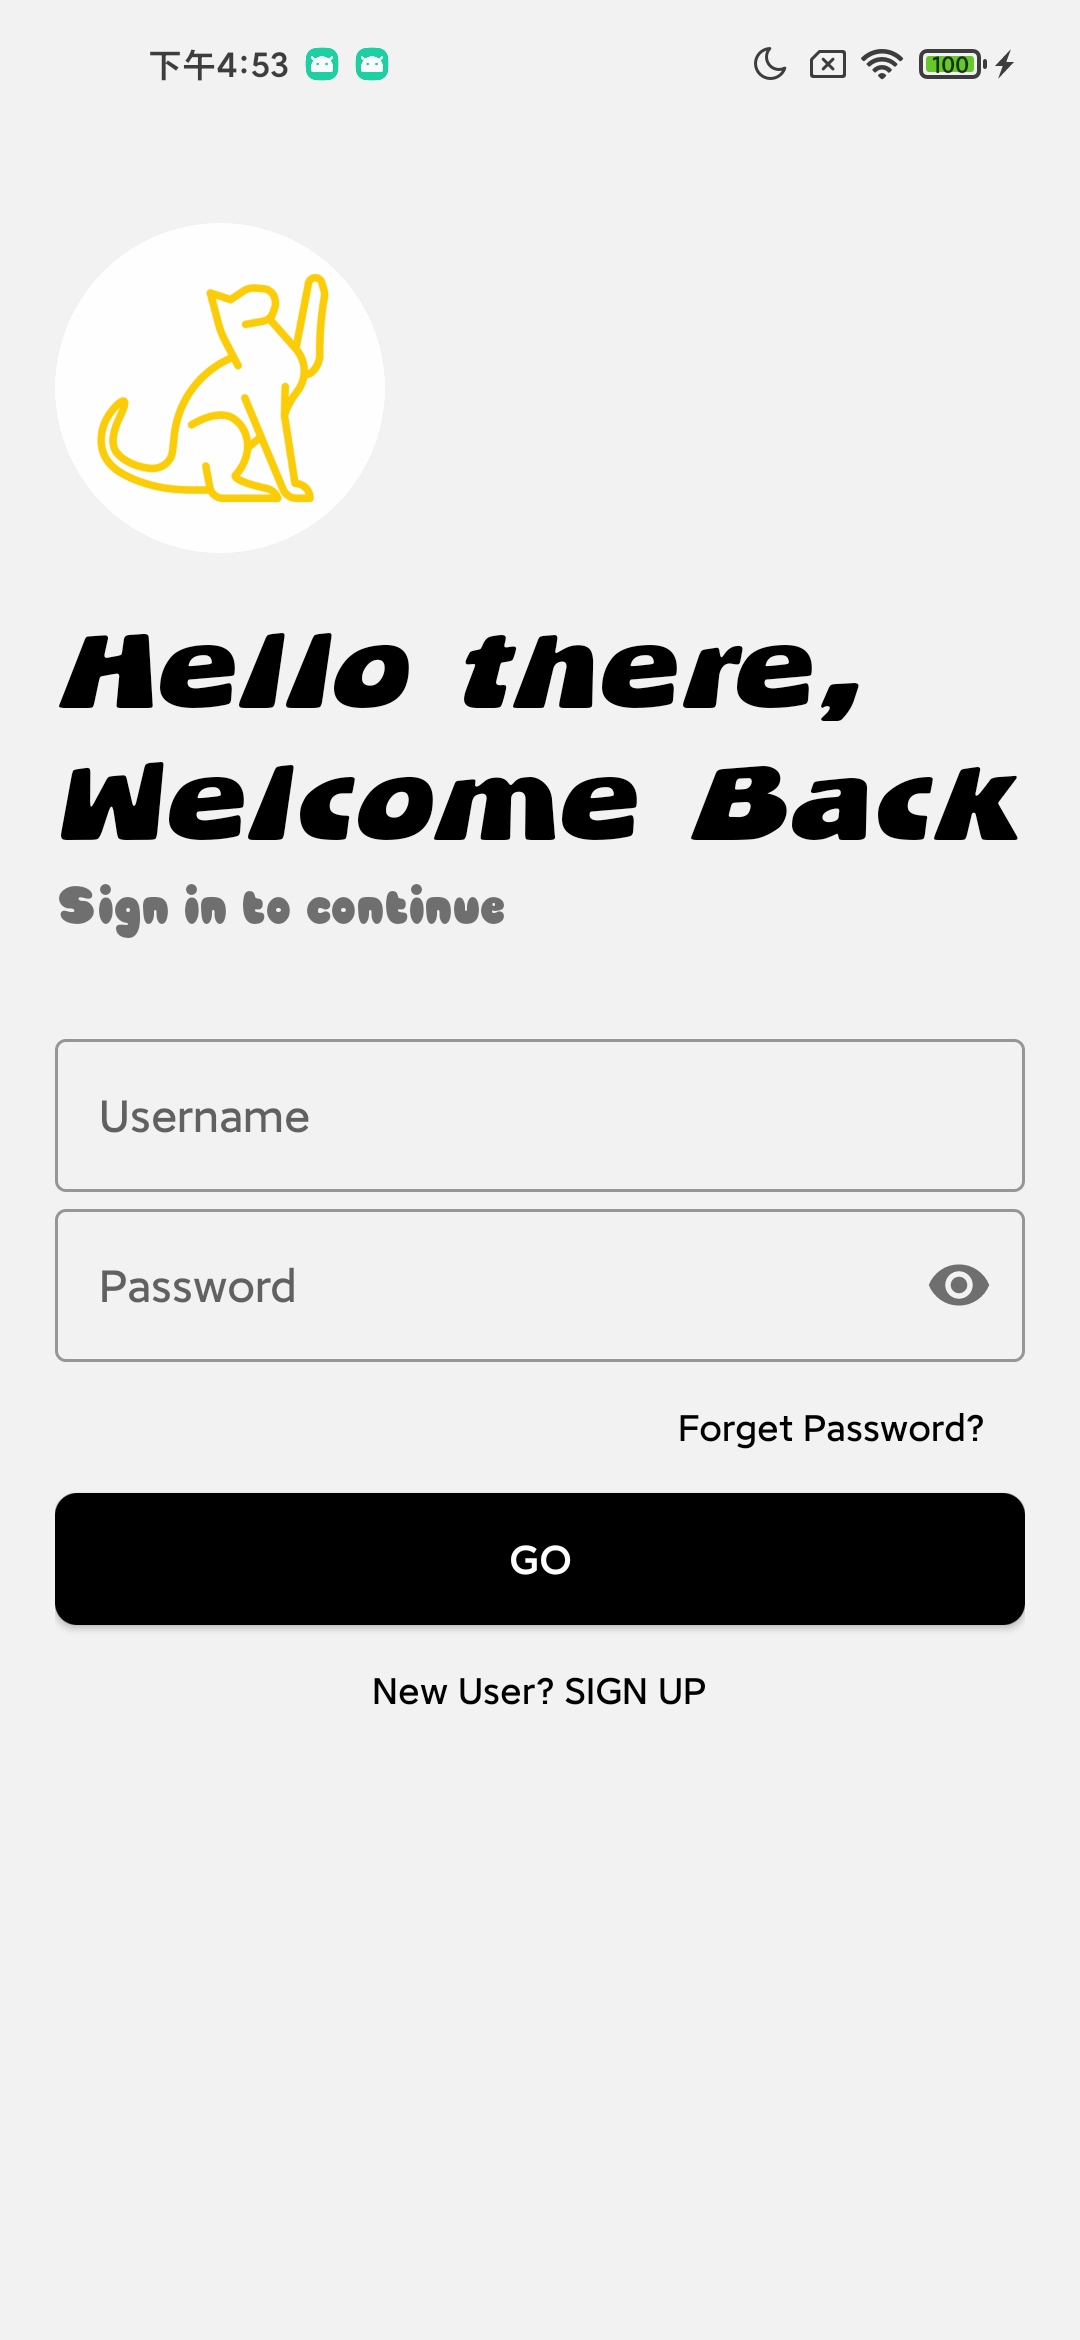 下午4:53
100
Hello there,
Welcome Back
Sign in to continue
Username
Password
Forget Password?
GO
New User? SIGN UP